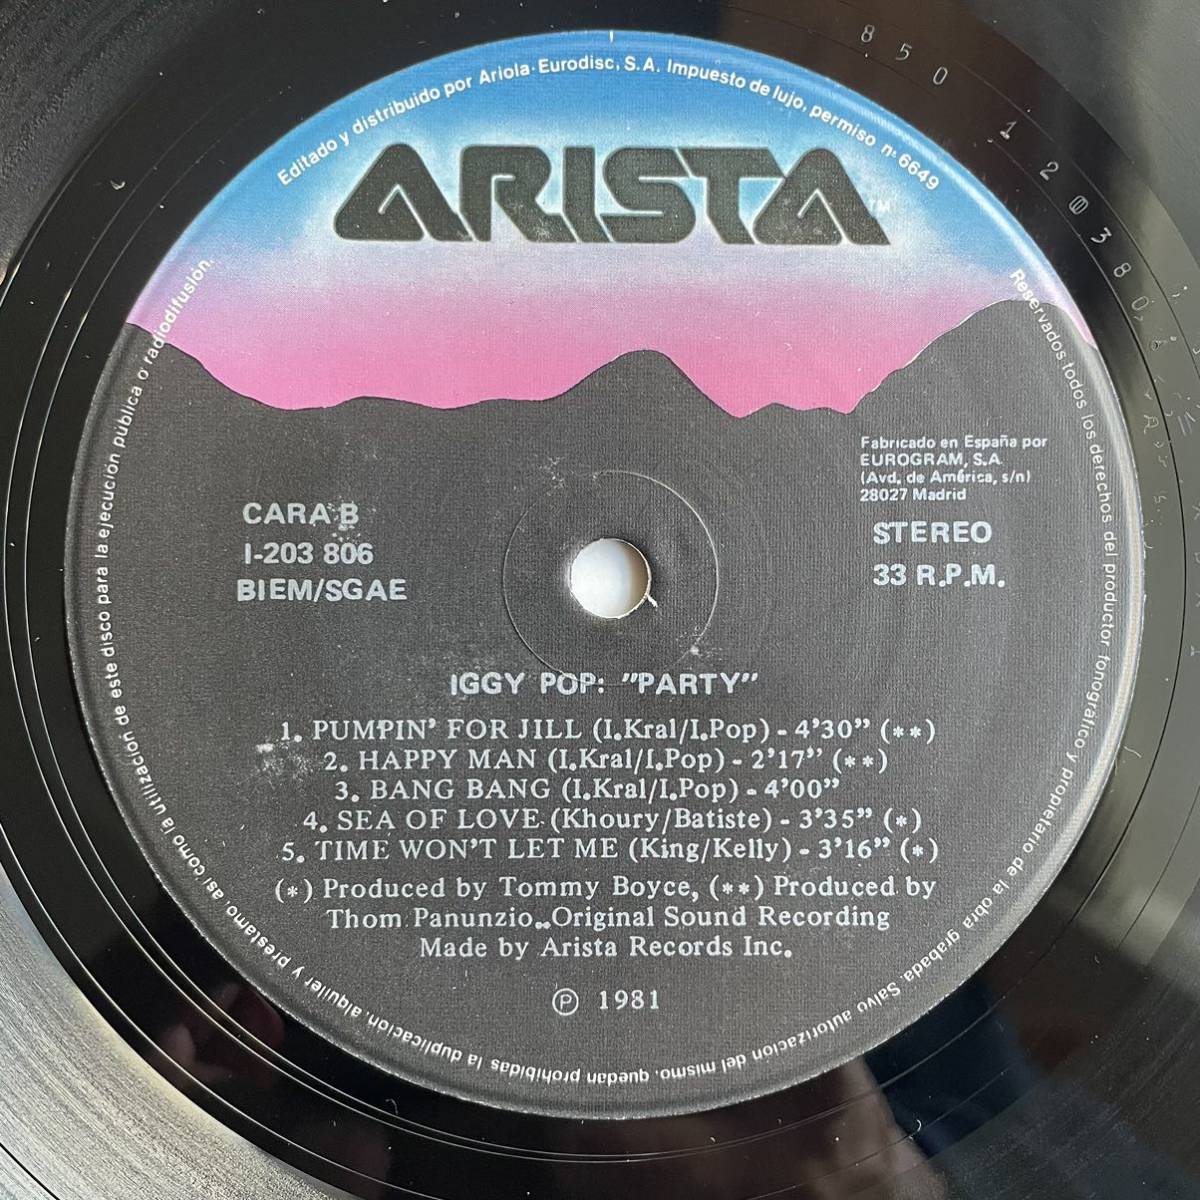 Editado y distribuido por Ariola-Eurodisc, S.A. Impuesto de lujo, permiso nº 6649
ARISTA™
Fabricado en España por
EUROGRAM, S.A.
(Avd. de América, s/n)
28027 Madrid
CARA B
I-203 806
BIEM/SGAE
STEREO
33 R.P.M.
IGGY POP: "PARTY"
1. PUMPIN' FOR JILL (I.Kral/I.Pop) - 4'30" (**)
2. HAPPY MAN (I.Kral/I.Pop) - 2'17" (**)
3. BANG BANG (I.Kral/I.Pop) - 4'00"
4. SEA OF LOVE (Khoury/Batiste) - 3'35" (*)
5. TIME WON'T LET ME (King/Kelly) - 3'16" (*)
(*) Produced by Tommy Boyce, (**) Produced by
Thom Panunzio.. Original Sound Recording
Made by Arista Records Inc.
℗ 1981
Reservados todos los derechos del productor fonográfico y propietario de la obra grabada. Salvo autorización del mismo, quedan prohibidas la duplicación, alquiler y préstamo, así como la utilización de este disco para la ejecución pública o radiodifusión.
850 120380